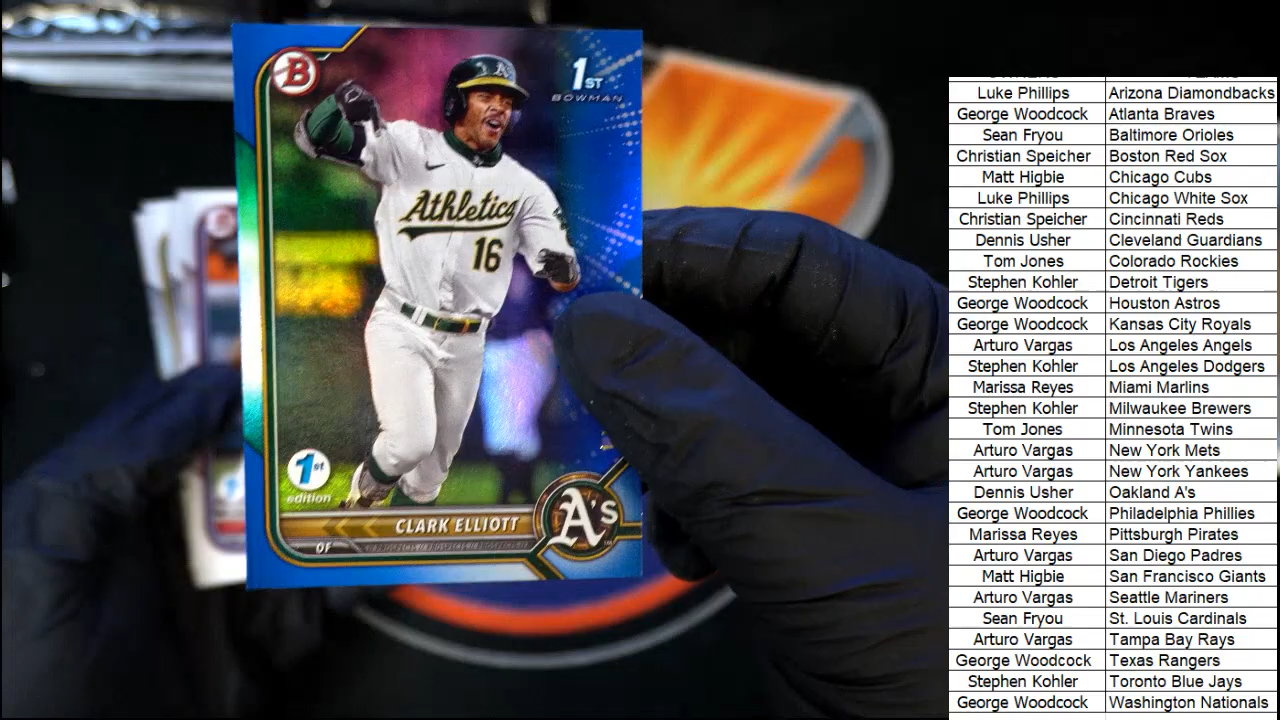 B
1ST
BOWMAN
A's
Athletics
16
1st
edition
CLARK ELLIOTT
A's
OF
Luke Phillips Arizona Diamondbacks
George Woodcock Atlanta Braves
Sean Fryou Baltimore Orioles
Christian Speicher Boston Red Sox
Matt Higbie Chicago Cubs
Luke Phillips Chicago White Sox
Christian Speicher Cincinnati Reds
Dennis Usher Cleveland Guardians
Tom Jones Colorado Rockies
Stephen Kohler Detroit Tigers
George Woodcock Houston Astros
George Woodcock Kansas City Royals
Arturo Vargas Los Angeles Angels
Stephen Kohler Los Angeles Dodgers
Marissa Reyes Miami Marlins
Stephen Kohler Milwaukee Brewers
Tom Jones Minnesota Twins
Arturo Vargas New York Mets
Arturo Vargas New York Yankees
Dennis Usher Oakland A's
George Woodcock Philadelphia Phillies
Marissa Reyes Pittsburgh Pirates
Arturo Vargas San Diego Padres
Matt Higbie San Francisco Giants
Arturo Vargas Seattle Mariners
Sean Fryou St. Louis Cardinals
Arturo Vargas Tampa Bay Rays
George Woodcock Texas Rangers
Stephen Kohler Toronto Blue Jays
George Woodcock Washington Nationals